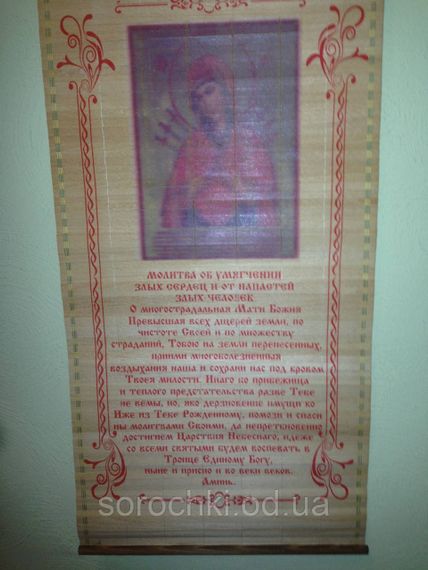 МОЛИТВА ОБ УМЯГЧЕНИИ
ЗЛЫХ СЕРДЕЦ И ОТ НАПАСТЕЙ
ЗЛЫХ ЧЕЛОВЕК
О многострадальная Мати Божия
Превысшая всех дщерей земли, по
чистоте Своей и по множеству
страданий, Тобою на земли перенесенных,
приими многоболезненныя
воздыхания наша и сохрани нас под кровом
Твоея милости. Инаго бо прибежища
и теплаго предстательства разве Тебе
не вемы, но, яко дерзновение имущи ко
Иже из Тебе Рожденному, помози и спаси
ны молитвами Своими, да непреткновенно
достигнем Царствия Небеснаго, идеже
со всеми святыми будем воспевать в
Троице Единому Богу,
ныне и присно и во веки веков.
Аминь.
sorochki.od.ua